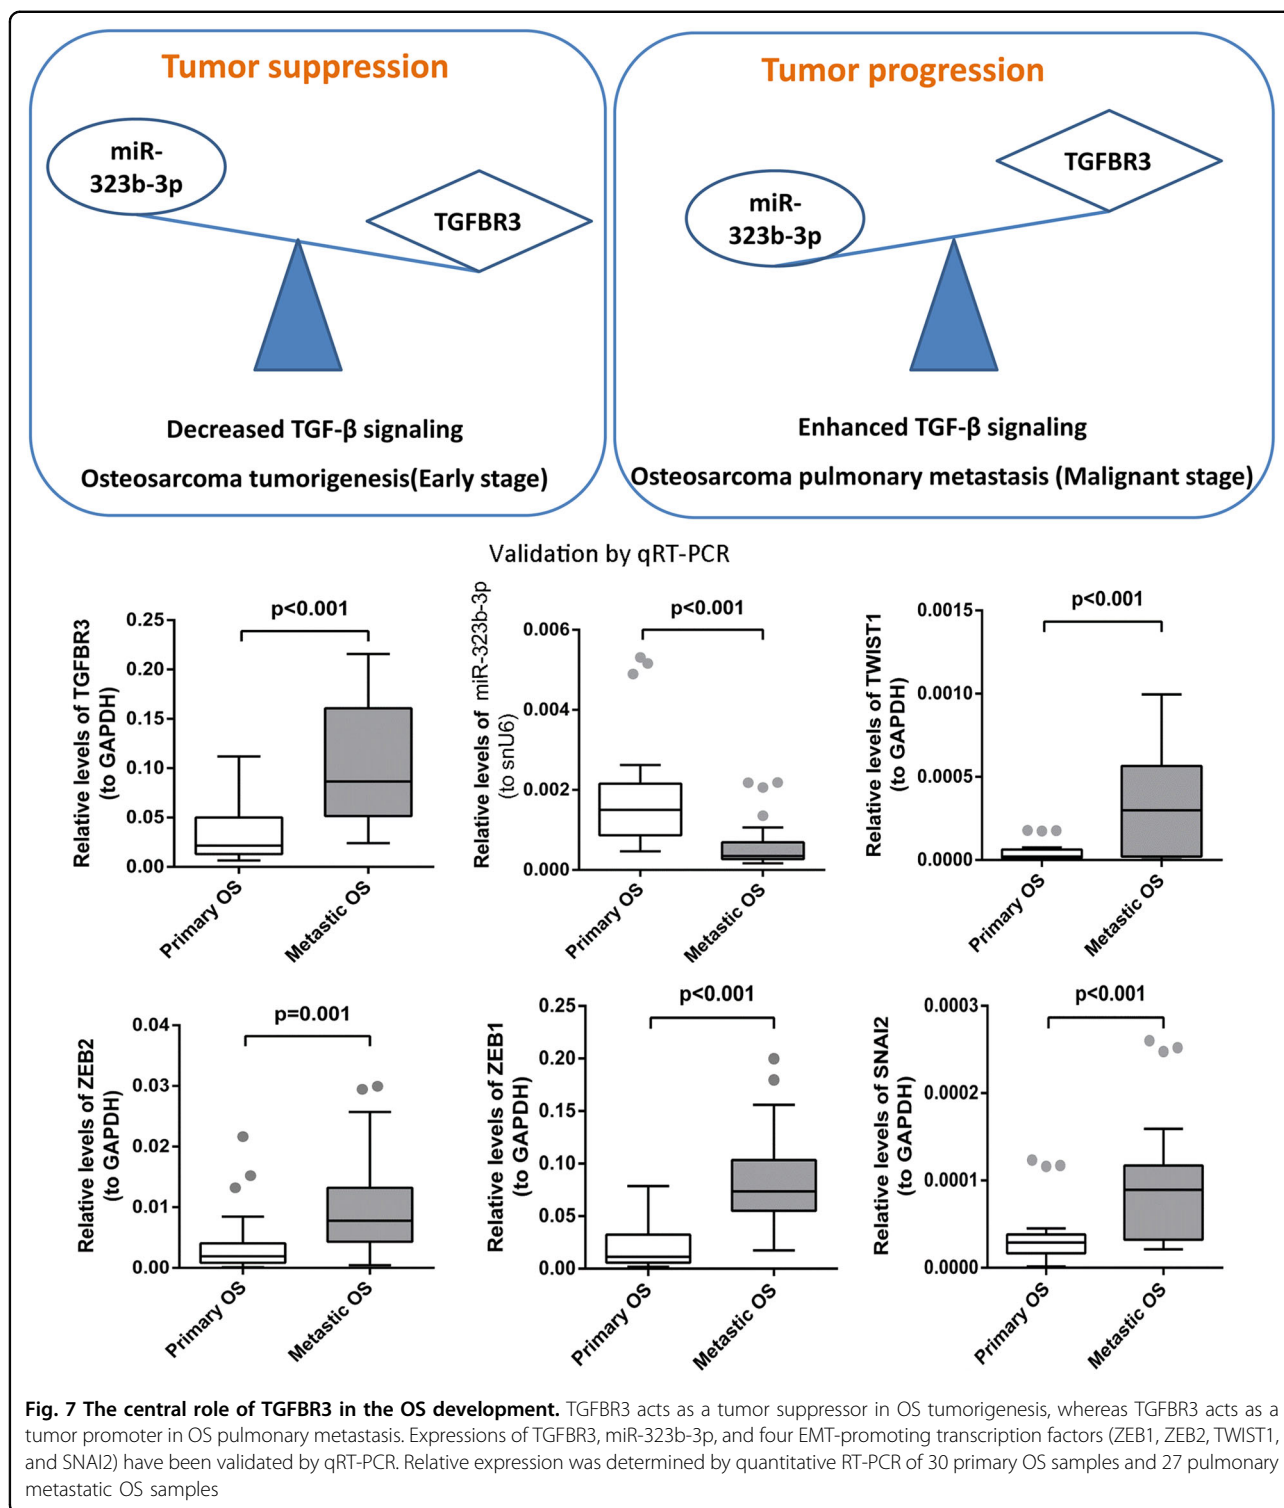 Tumor suppression
miR-
323b-3p
TGFBR3
Decreased TGF-β signaling
Osteosarcoma tumorigenesis(Early stage)
Tumor progression
TGFBR3
miR-
323b-3p
Enhanced TGF-β signaling
Osteosarcoma pulmonary metastasis (Malignant stage)
Validation by qRT-PCR
Relative levels of TGFBR3
(to GAPDH)
p<0.001
0.25
0.20
0.15
0.10
0.05
0.00
Primary OS
Metastic OS
Relative levels of miR-323b-3p
(to snU6)
p<0.001
0.006
0.004
0.002
0.000
Primary OS
Metastic OS
Relative levels of TWIST1
(to GAPDH)
p<0.001
0.0015
0.0010
0.0005
0.0000
Primary OS
Metastic OS
Relative levels of ZEB2
(to GAPDH)
p=0.001
0.04
0.03
0.02
0.01
0.00
Primary OS
Metastic OS
Relative levels of ZEB1
(to GAPDH)
p<0.001
0.25
0.20
0.15
0.10
0.05
0.00
Primary OS
Metastic OS
Relative levels of SNAI2
(to GAPDH)
p<0.001
0.0003
0.0002
0.0001
0.0000
Primary OS
Metastic OS
Fig. 7 The central role of TGFBR3 in the OS development. TGFBR3 acts as a tumor suppressor in OS tumorigenesis, whereas TGFBR3 acts as a
tumor promoter in OS pulmonary metastasis. Expressions of TGFBR3, miR-323b-3p, and four EMT-promoting transcription factors (ZEB1, ZEB2, TWIST1,
and SNAI2) have been validated by qRT-PCR. Relative expression was determined by quantitative RT-PCR of 30 primary OS samples and 27 pulmonary
metastatic OS samples